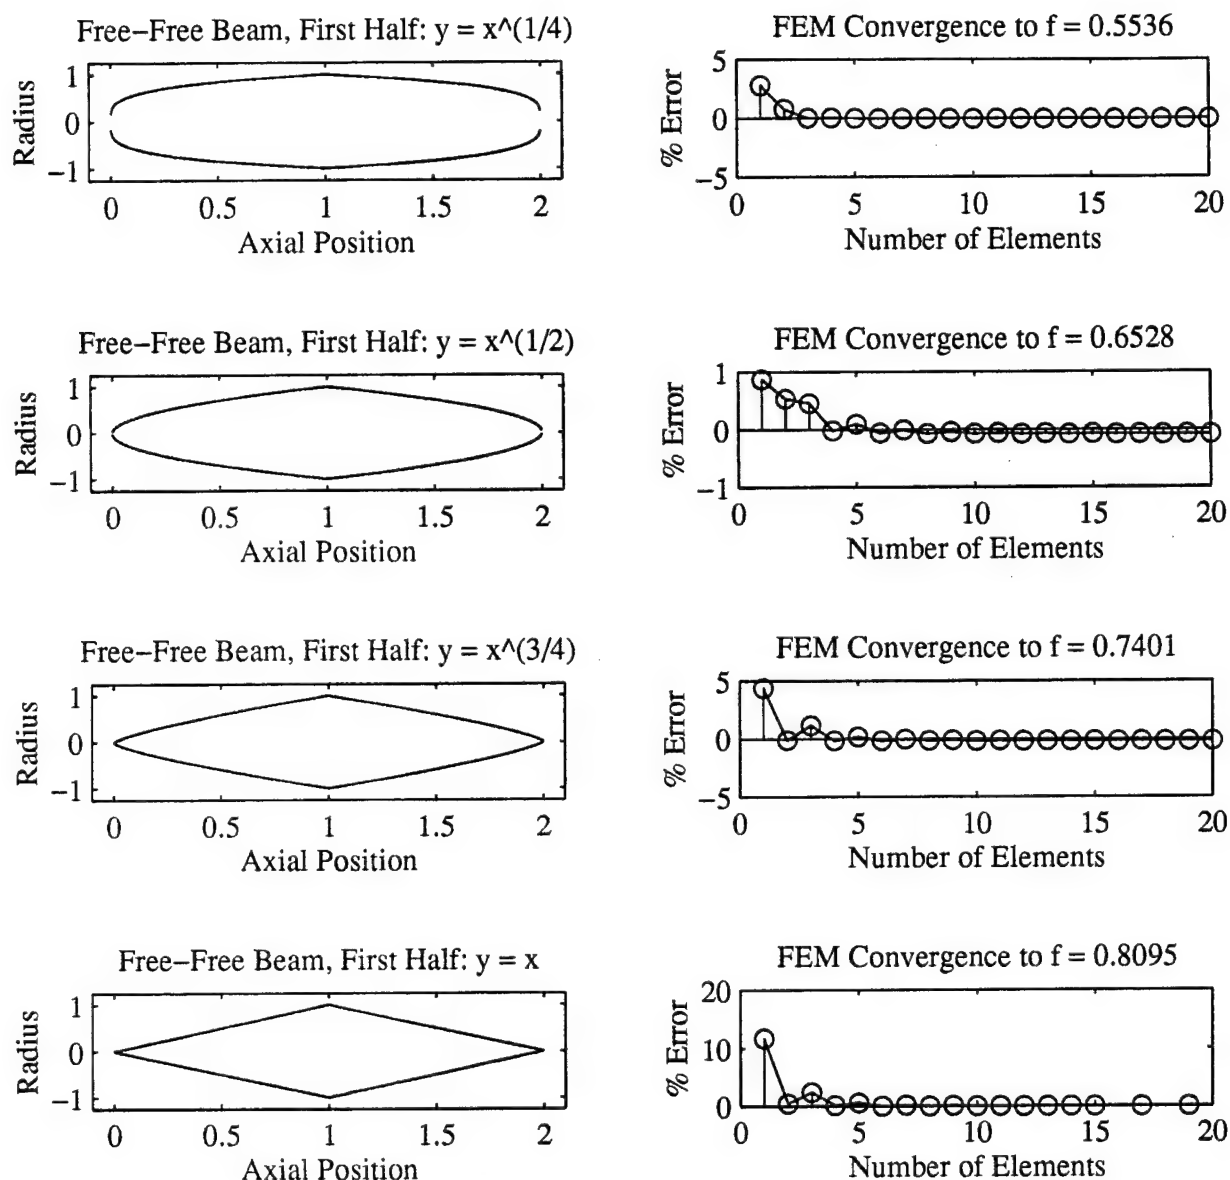 Free–Free Beam, First Half: y = x^(1/4)
Radius
1
0
−1
0
0.5
1
1.5
2
Axial Position
FEM Convergence to f = 0.5536
% Error
5
0
−5
0
5
10
15
20
Number of Elements
Free–Free Beam, First Half: y = x^(1/2)
Radius
1
0
−1
0
0.5
1
1.5
2
Axial Position
FEM Convergence to f = 0.6528
% Error
1
0
−1
0
5
10
15
20
Number of Elements
Free–Free Beam, First Half: y = x^(3/4)
Radius
1
0
−1
0
0.5
1
1.5
2
Axial Position
FEM Convergence to f = 0.7401
% Error
5
0
−5
0
5
10
15
20
Number of Elements
Free–Free Beam, First Half: y = x
Radius
1
0
−1
0
0.5
1
1.5
2
Axial Position
FEM Convergence to f = 0.8095
% Error
20
10
0
0
5
10
15
20
Number of Elements